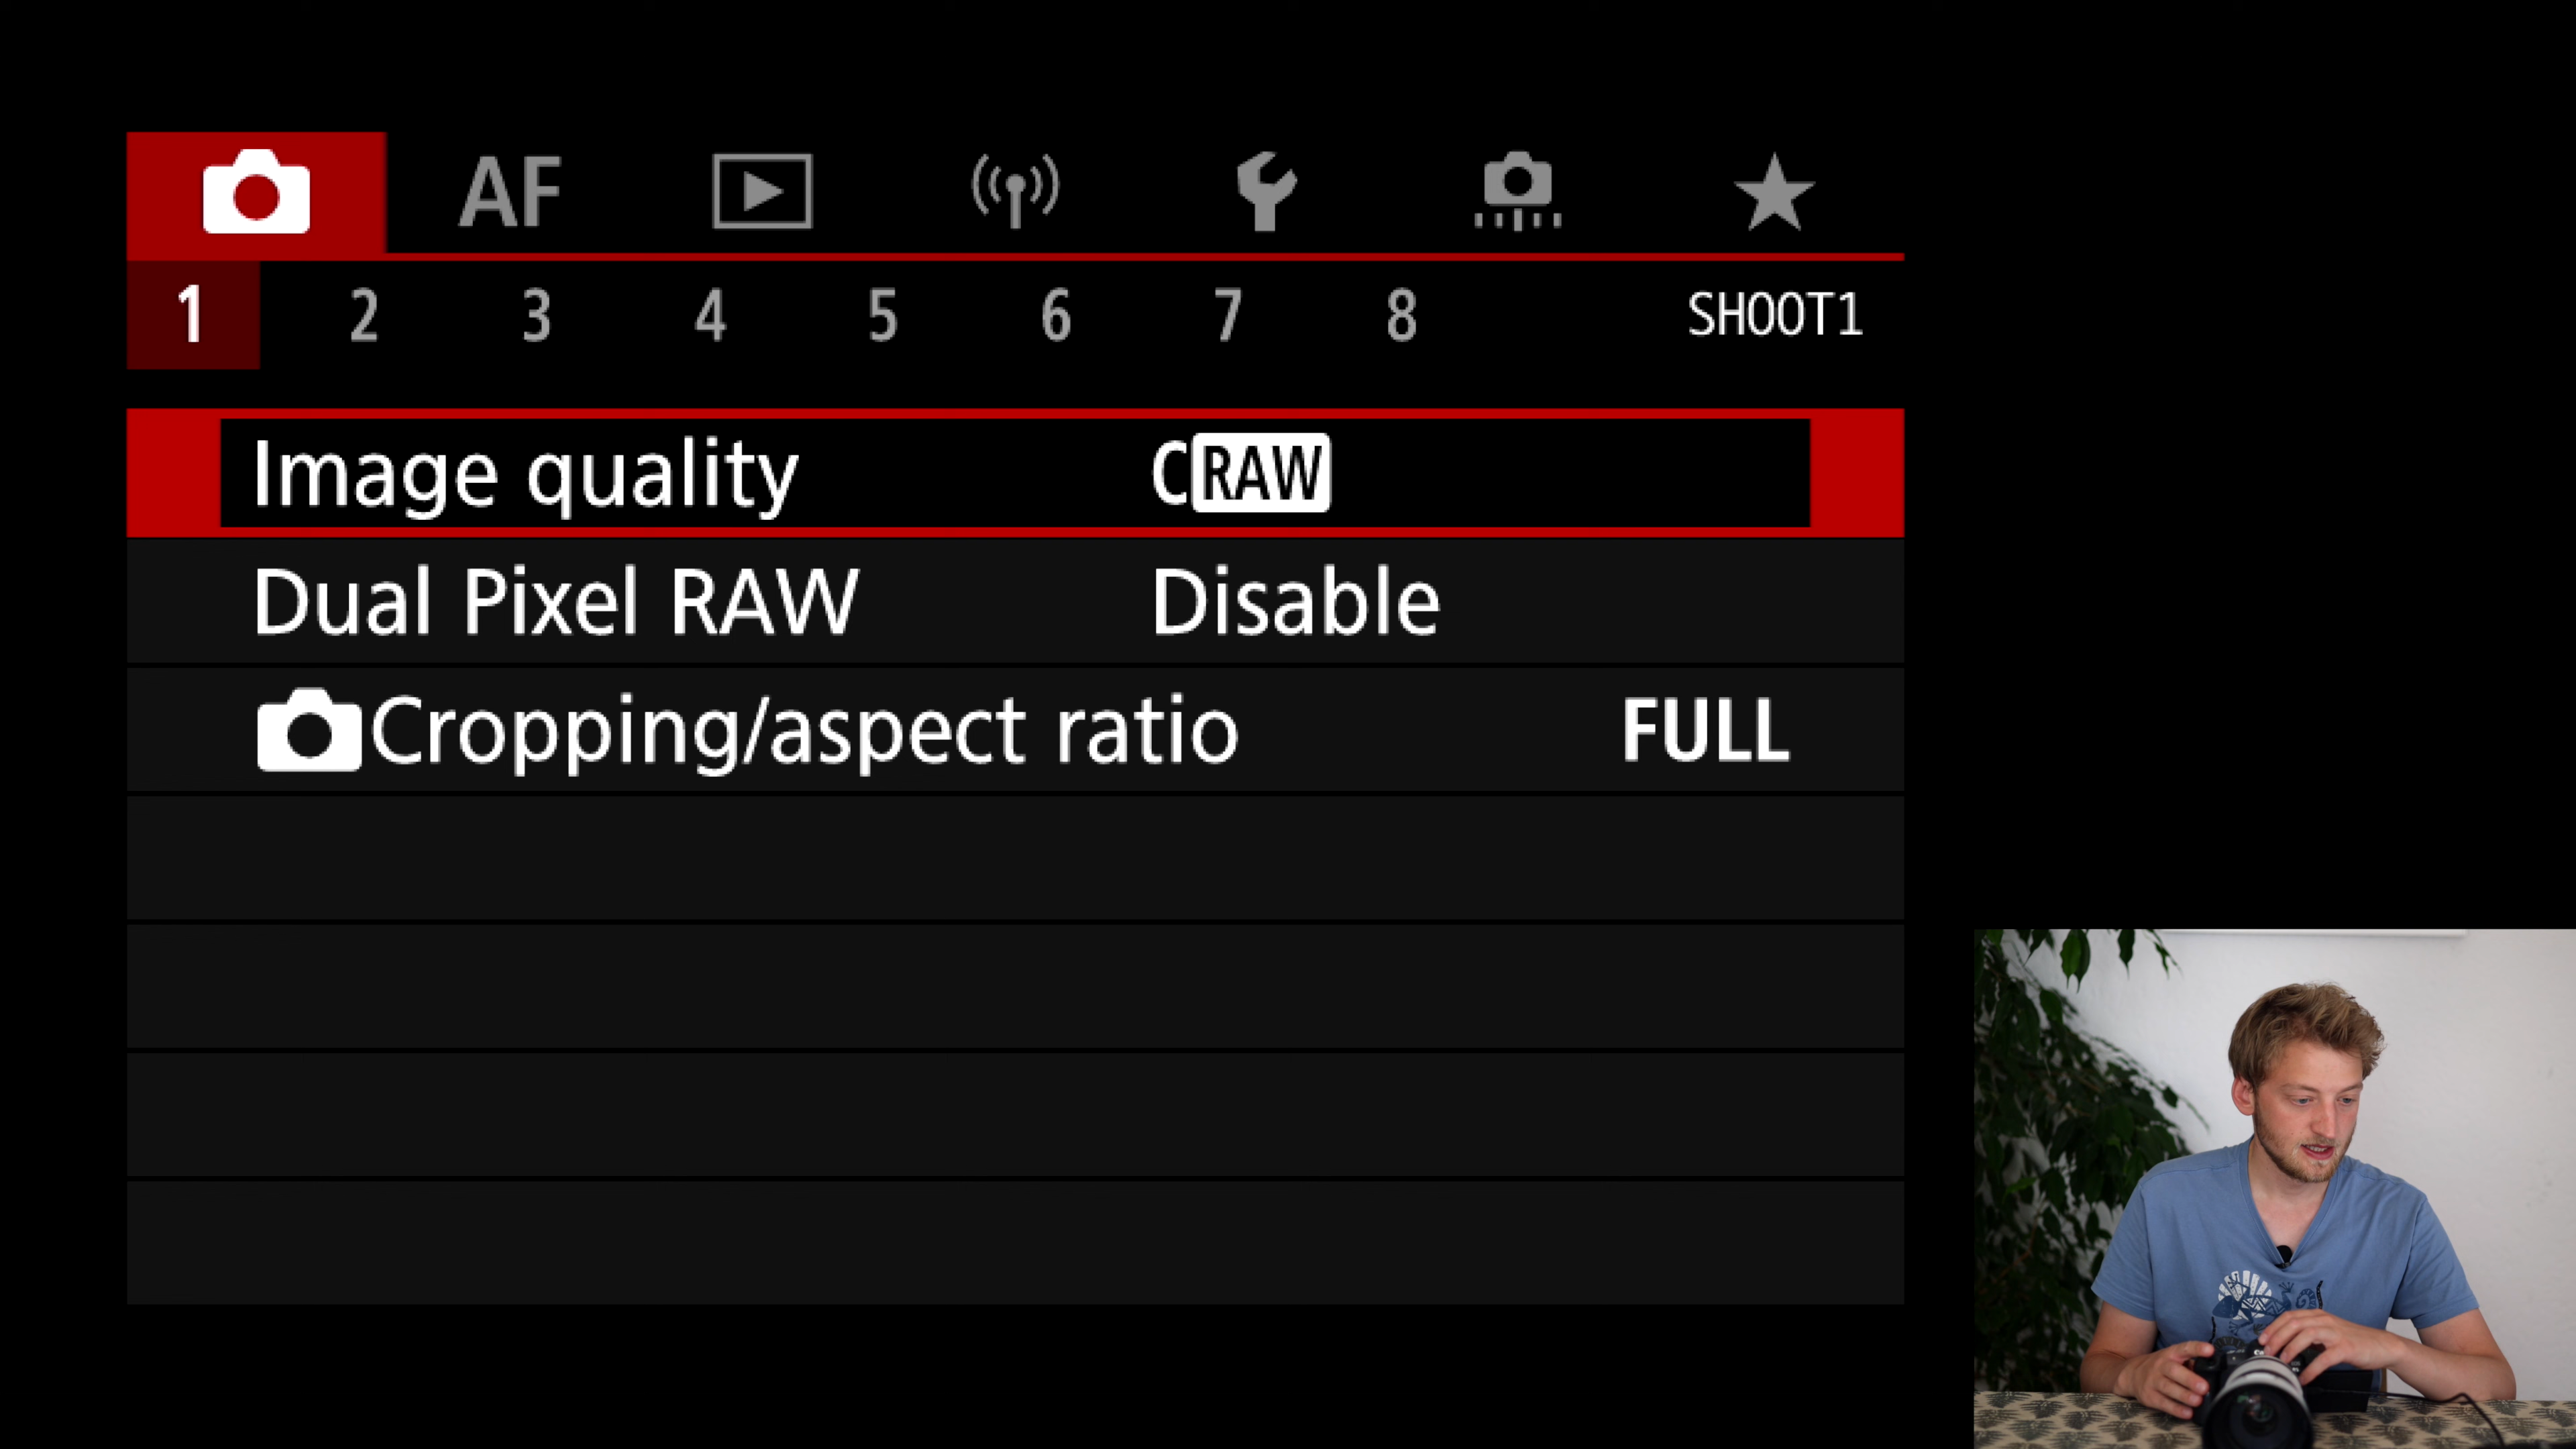 AF
1 2 3 4 5 6 7 8 SHOOT1
Image quality CRAW
Dual Pixel RAW Disable
Cropping/aspect ratio FULL